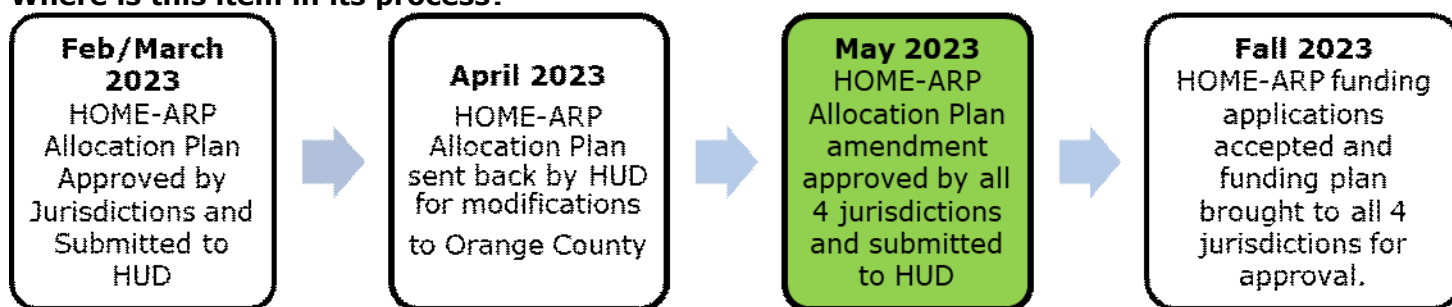 Where is this item in its process?
Feb/March
2023
HOME-ARP
Allocation Plan
Approved by
Jurisdictions and
Submitted to
HUD
April 2023
HOME-ARP
Allocation Plan
sent back by HUD
for modifications
to Orange County
May 2023
HOME-ARP
Allocation Plan
amendment
approved by all
4 jurisdictions
and submitted
to HUD
Fall 2023
HOME-ARP funding
applications
accepted and
funding plan
brought to all 4
jurisdictions for
approval.